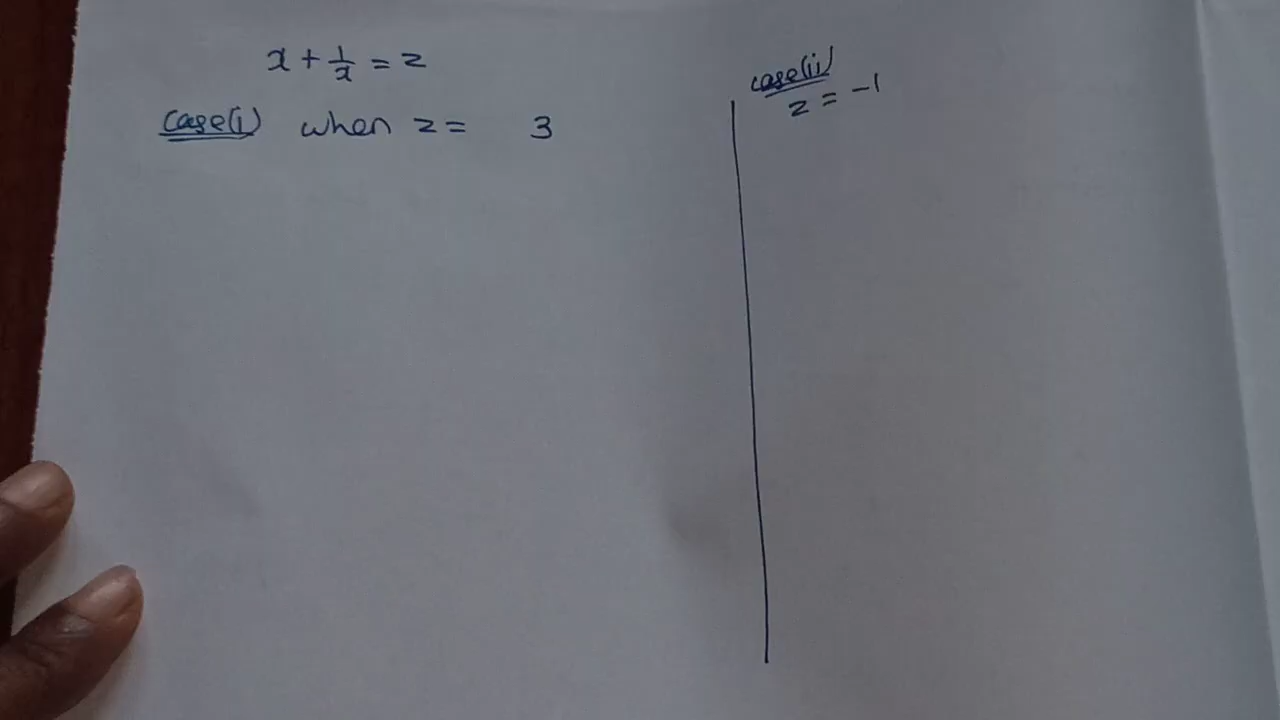 x + 1/x = z
case(i) when z = 3
case(ii)
z = -1